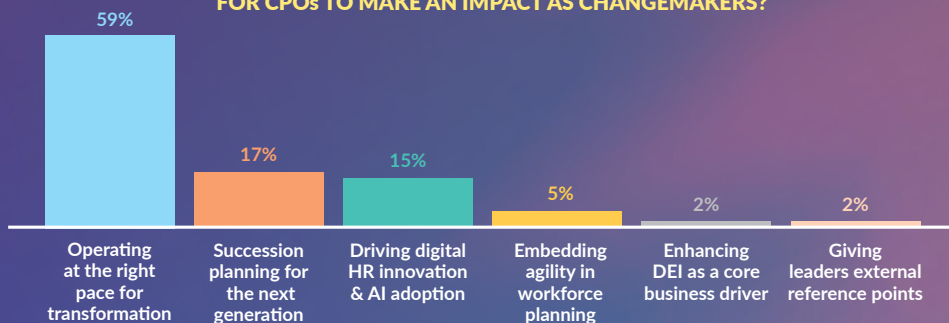 FOR CPOs TO MAKE AN IMPACT AS CHANGEMAKERS?
59%
17%
15%
5%
2%
2%
Operating
at the right
pace for
transformation
Succession
planning for
the next
generation
Driving digital
HR innovation
& AI adoption
Embedding
agility in
workforce
planning
Enhancing
DEI as a core
business driver
Giving
leaders external
reference points